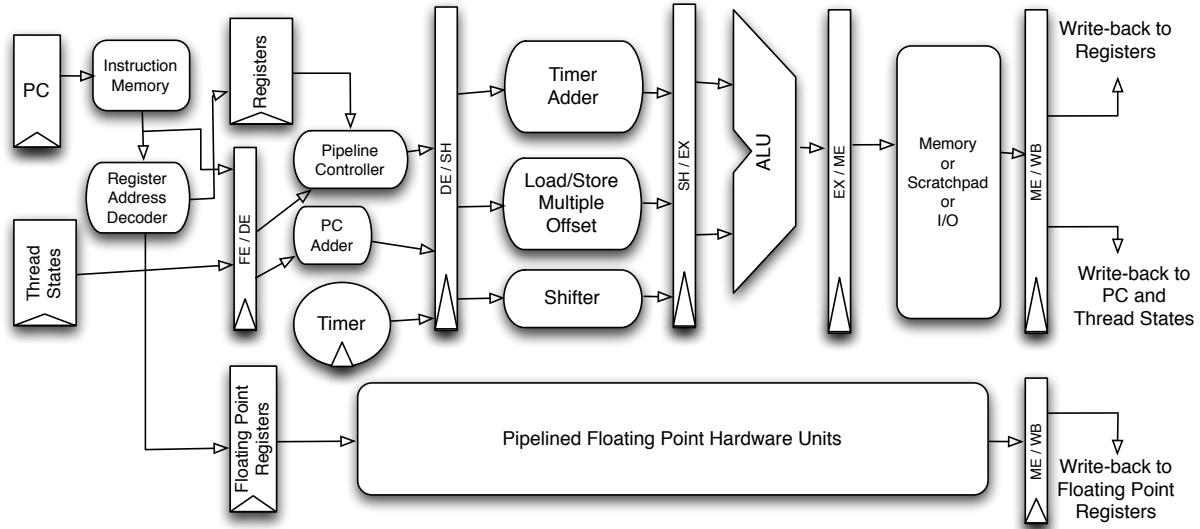 PC
Instruction
Memory
Registers
Register
Address
Decoder
Thread
States
FE / DE
Pipeline
Controller
PC
Adder
Timer
DE / SH
Timer
Adder
Load/Store
Multiple
Offset
Shifter
SH / EX
ALU
EX / ME
Memory
or
Scratchpad
or
I/O
ME / WB
Write-back to
Registers
Write-back to
PC and
Thread States
Floating Point
Registers
Pipelined Floating Point Hardware Units
ME / WB
Write-back to
Floating Point
Registers